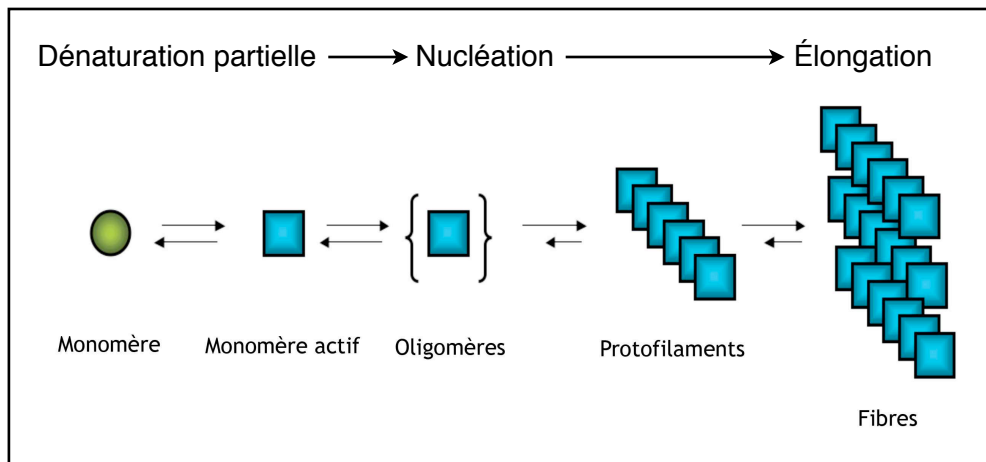 Dénaturation partielle
Nucléation
Élongation
Monomère
Monomère actif
Oligomères
Protofilaments
Fibres